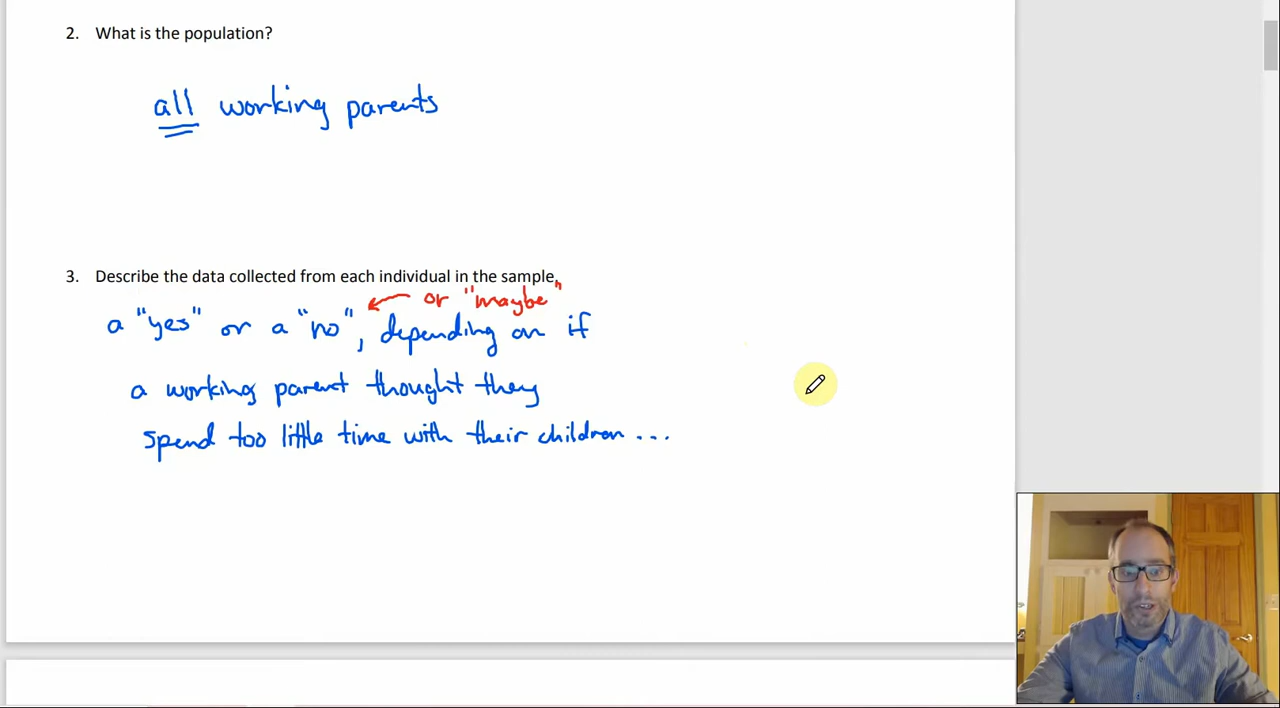 2. What is the population?
all working parents
3. Describe the data collected from each individual in the sample.
or "maybe"
a "yes" or a "no", depending on if
a working parent thought they
spend too little time with their children ...